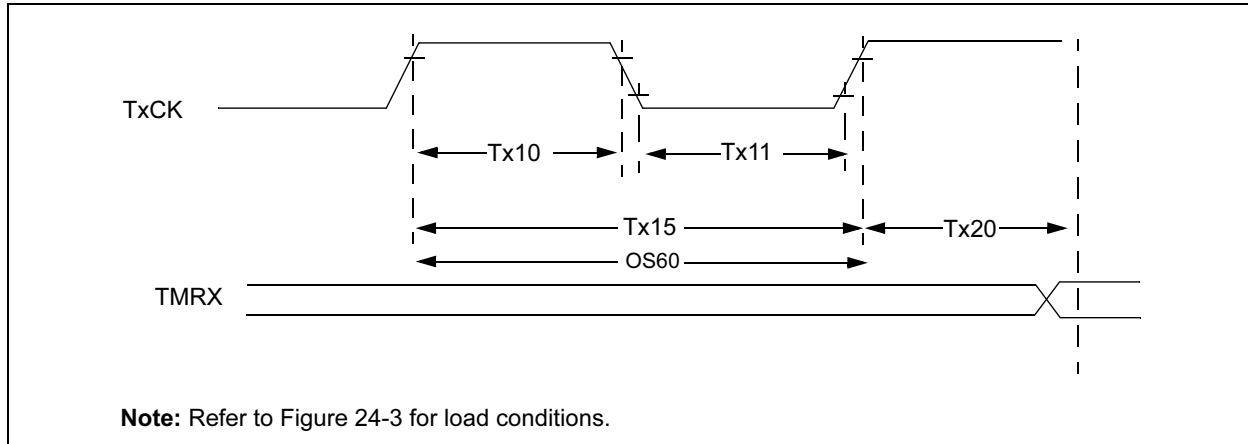 TxCK
Tx10
Tx11
Tx15
Tx20
OS60
TMRX
Note: Refer to Figure 24-3 for load conditions.